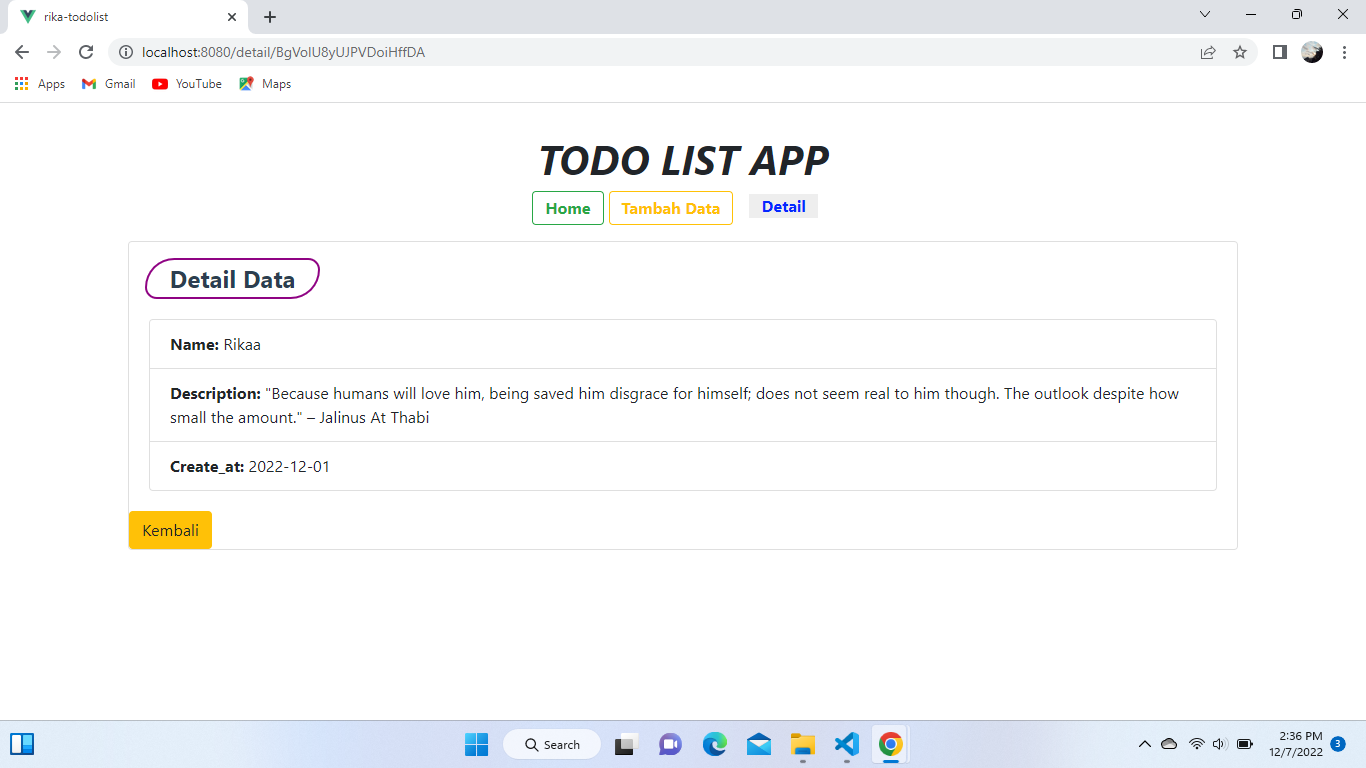 rika-todolist
localhost:8080/detail/BgVoIU8yUJPVDoiHffDA
Apps Gmail YouTube Maps
TODO LIST APP
Home Tambah Data Detail
Detail Data
Name: Rikaa
Description: "Because humans will love him, being saved him disgrace for himself; does not seem real to him though. The outlook despite how
small the amount." – Jalinus At Thabi
Create_at: 2022-12-01
Kembali
Search
2:36 PM
12/7/2022
3